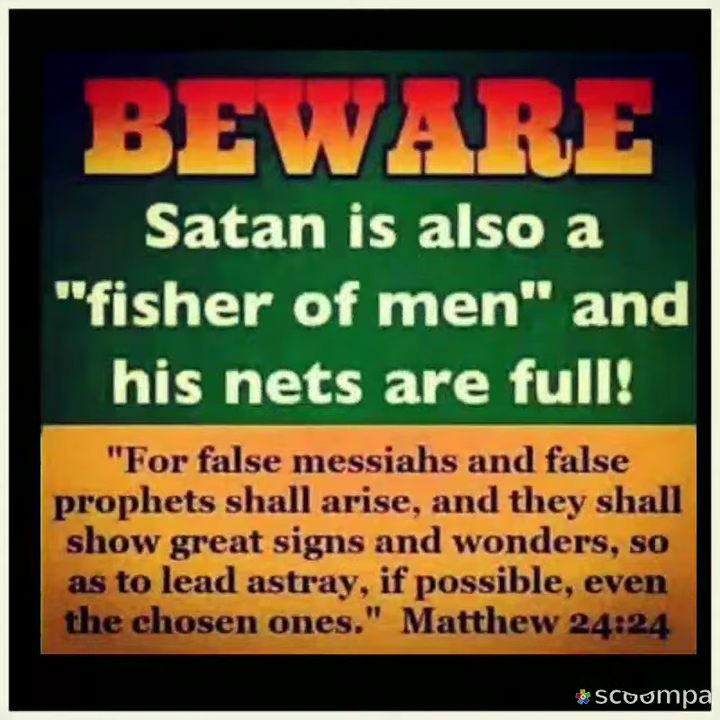 BEWARE
Satan is also a
"fisher of men" and
his nets are full!
"For false messiahs and false
prophets shall arise, and they shall
show great signs and wonders, so
as to lead astray, if possible, even
the chosen ones." Matthew 24:24
scoompa